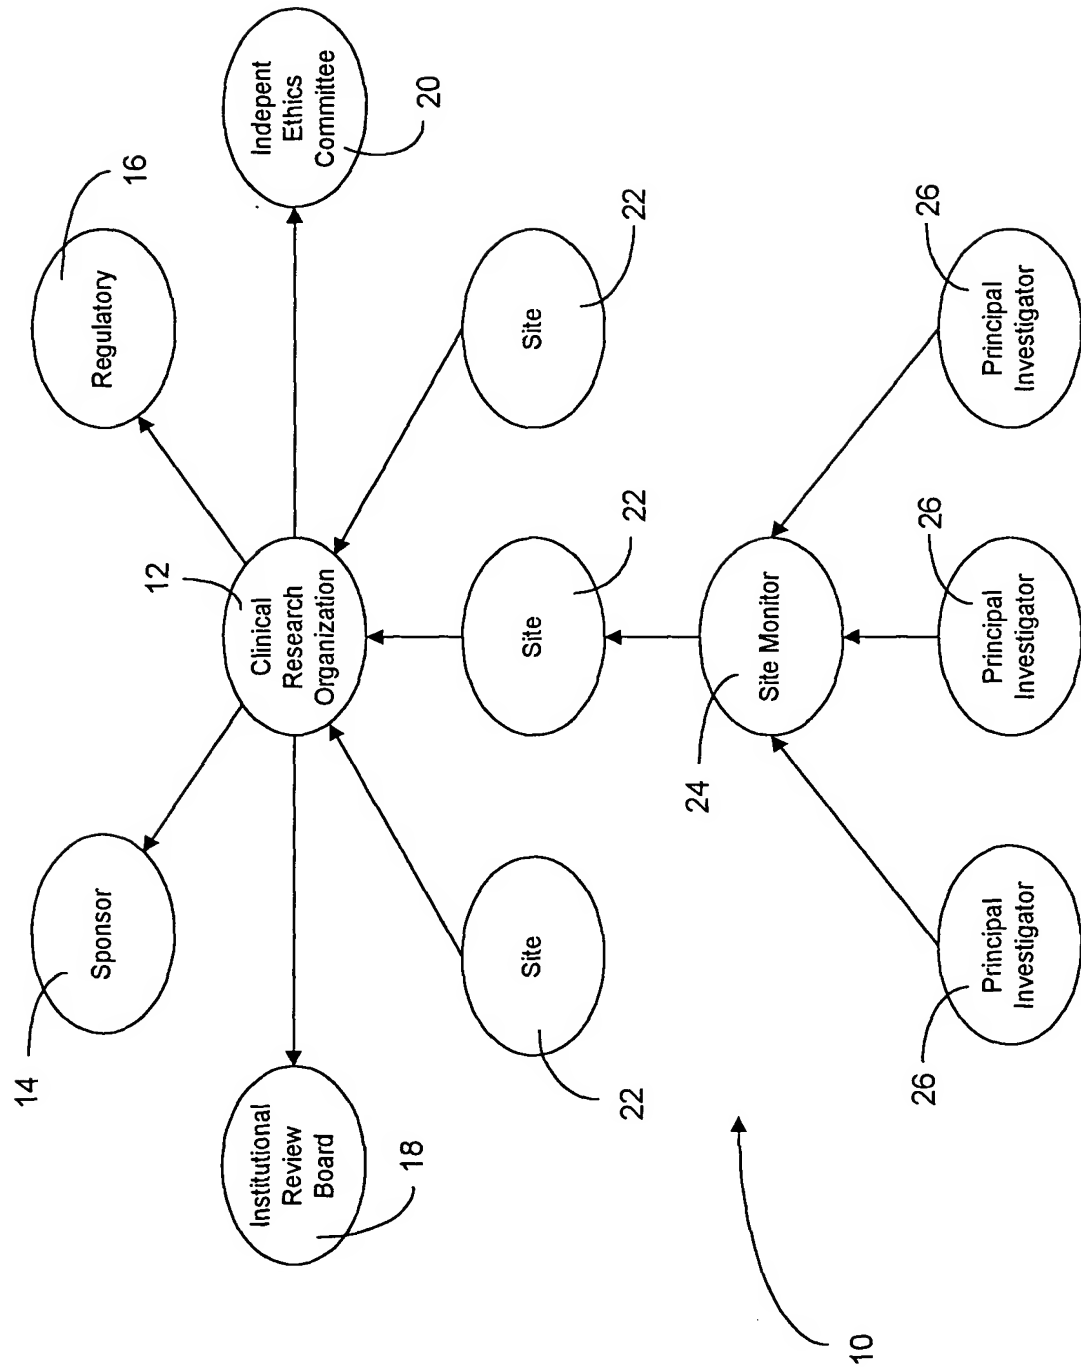 14
Sponsor
Regulatory
16
12
Institutional
Review
Board
18
Clinical
Research
Organization
Indepent
Ethics
Committee
20
Site
22
Site
22
Site
22
24
Site Monitor
10
26
Principal
Investigator
26
Principal
Investigator
26
Principal
Investigator